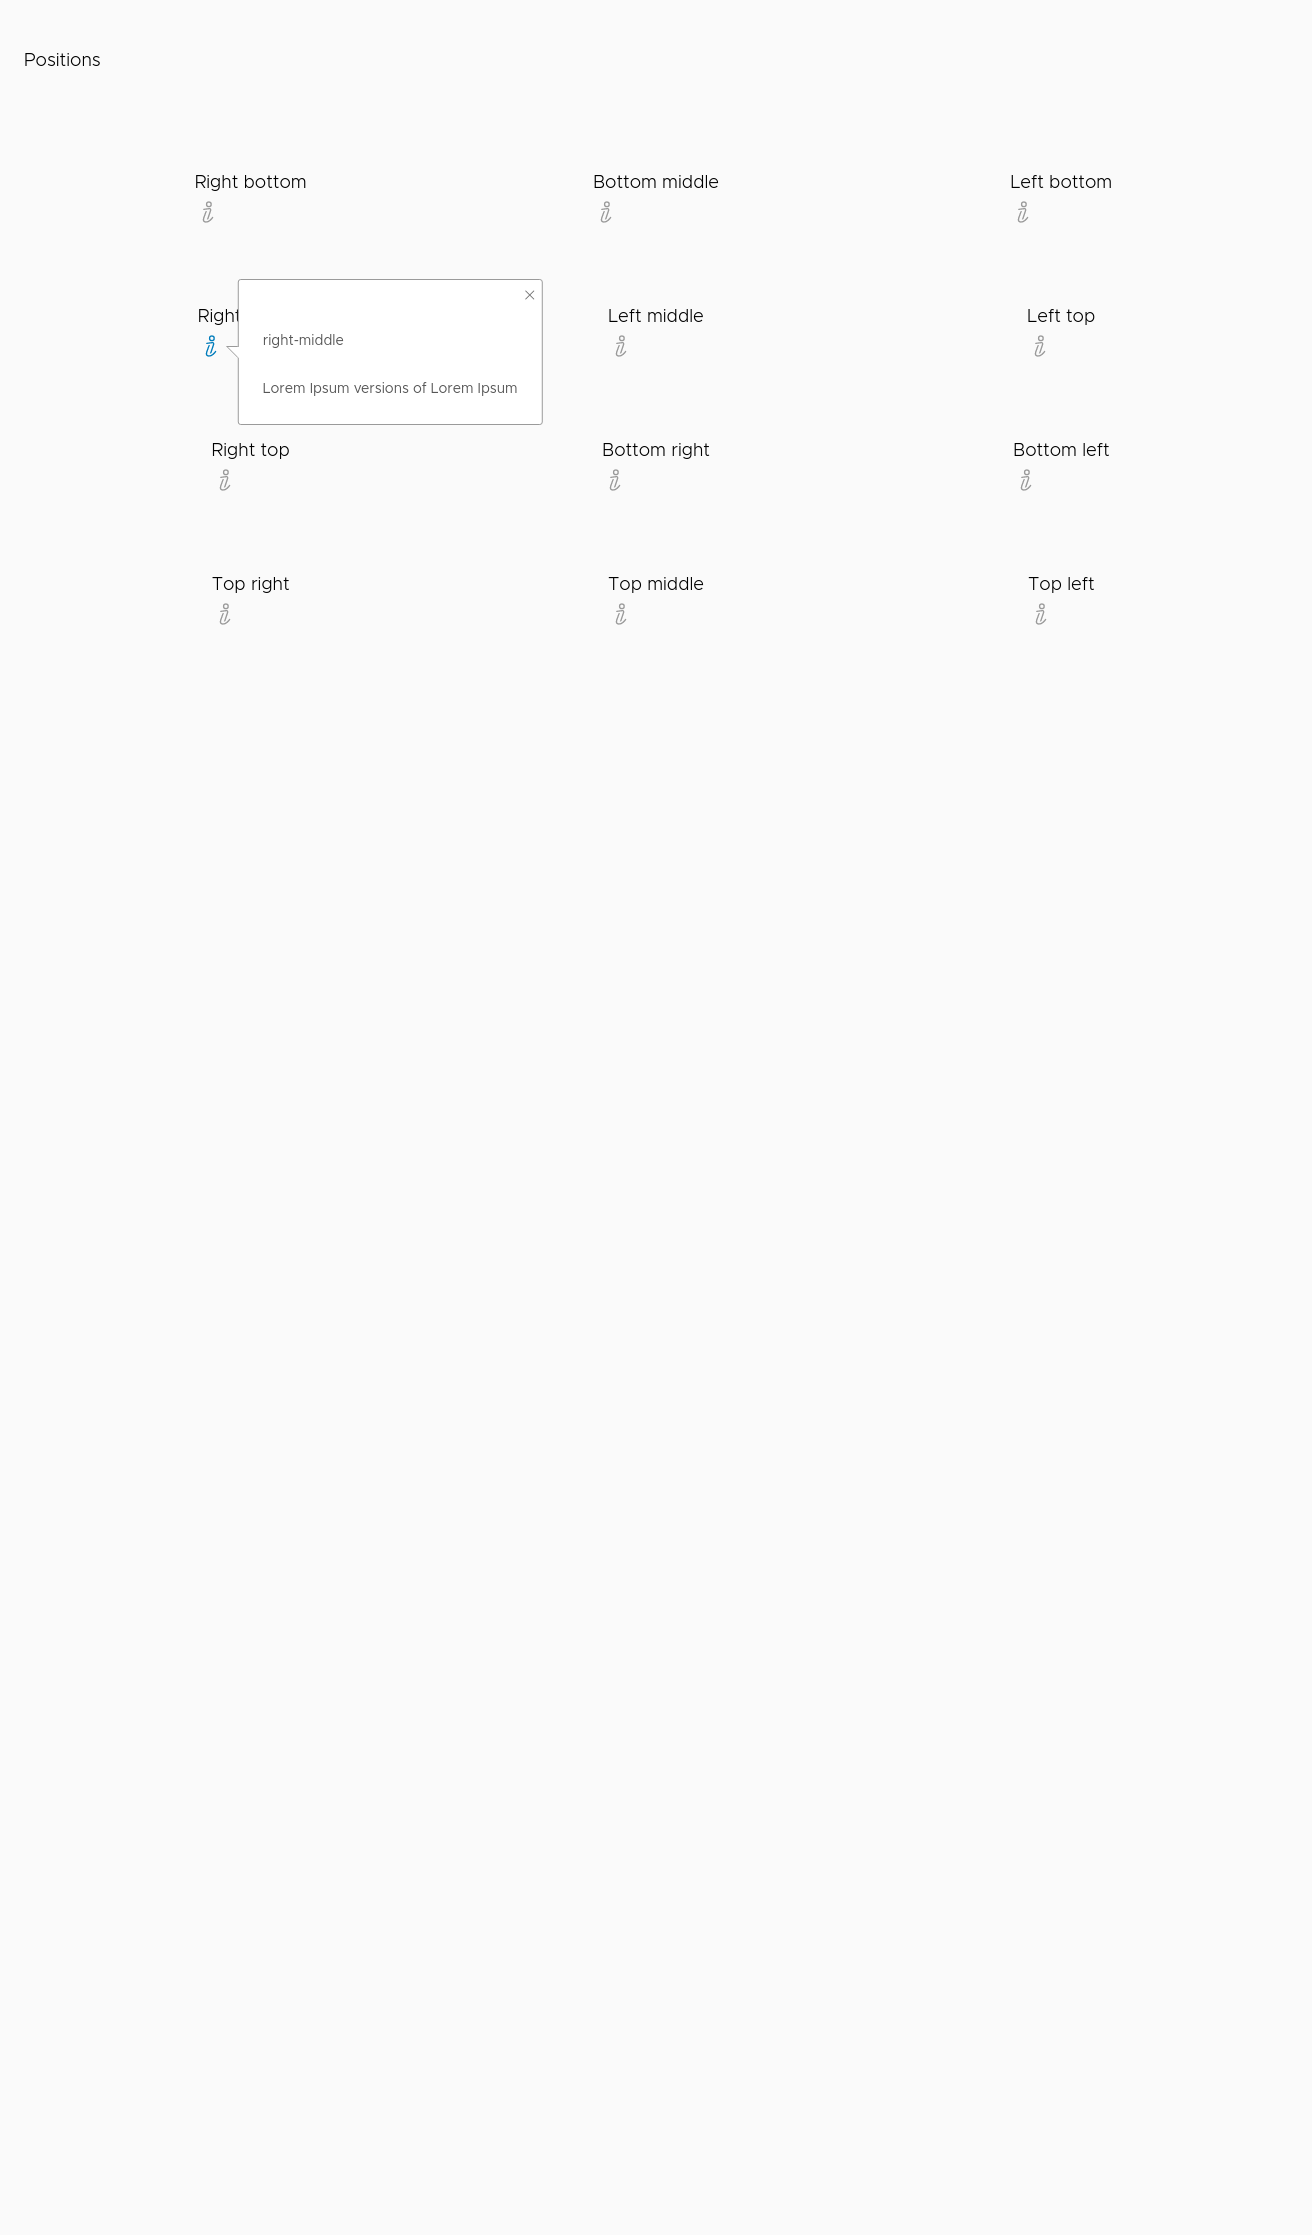 Positions
Right bottom
Bottom middle
Left bottom
Right
Left middle
Left top
right-middle
Lorem Ipsum versions of Lorem Ipsum
Right top
Bottom right
Bottom left
Top right
Top middle
Top left